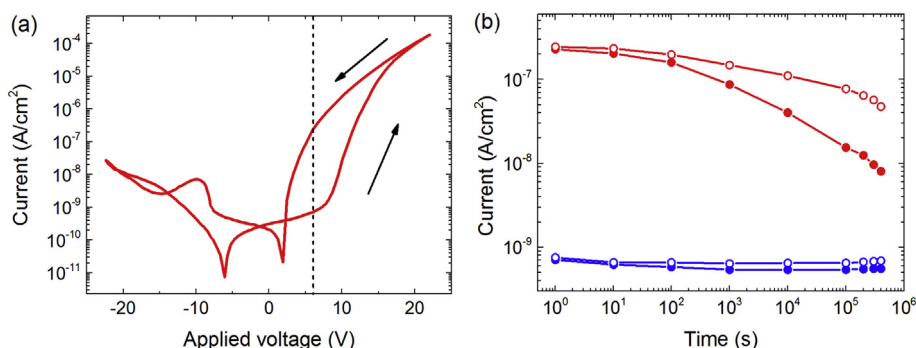 (a)
Current (A/cm²)
10⁻⁴
10⁻⁵
10⁻⁶
10⁻⁷
10⁻⁸
10⁻⁹
10⁻¹⁰
10⁻¹¹
-20 -10 0 10 20
Applied voltage (V)
(b)
Current (A/cm²)
10⁻⁷
10⁻⁸
10⁻⁹
10⁰ 10¹ 10² 10³ 10⁴ 10⁵ 10⁶
Time (s)